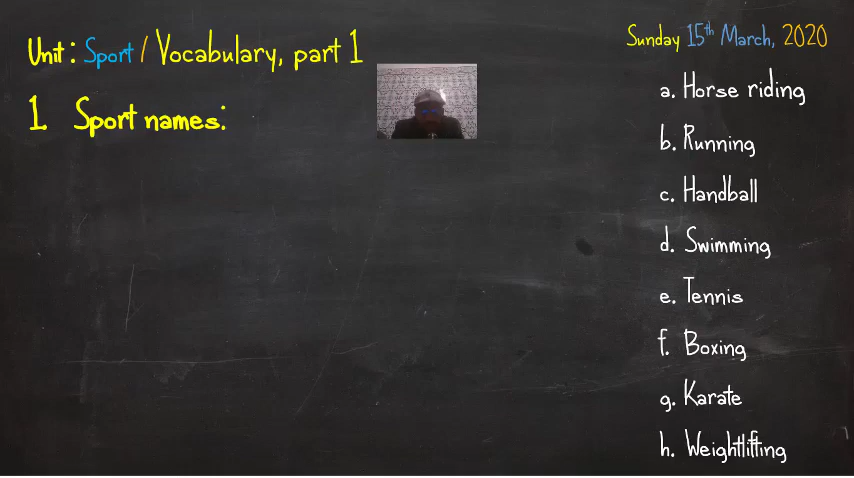 Unit: Sport / Vocabulary, part 1
Sunday 15th March, 2020
1. Sport names:
a. Horse riding
b. Running
c. Handball
d. Swimming
e. Tennis
f. Boxing
g. Karate
h. Weightlifting